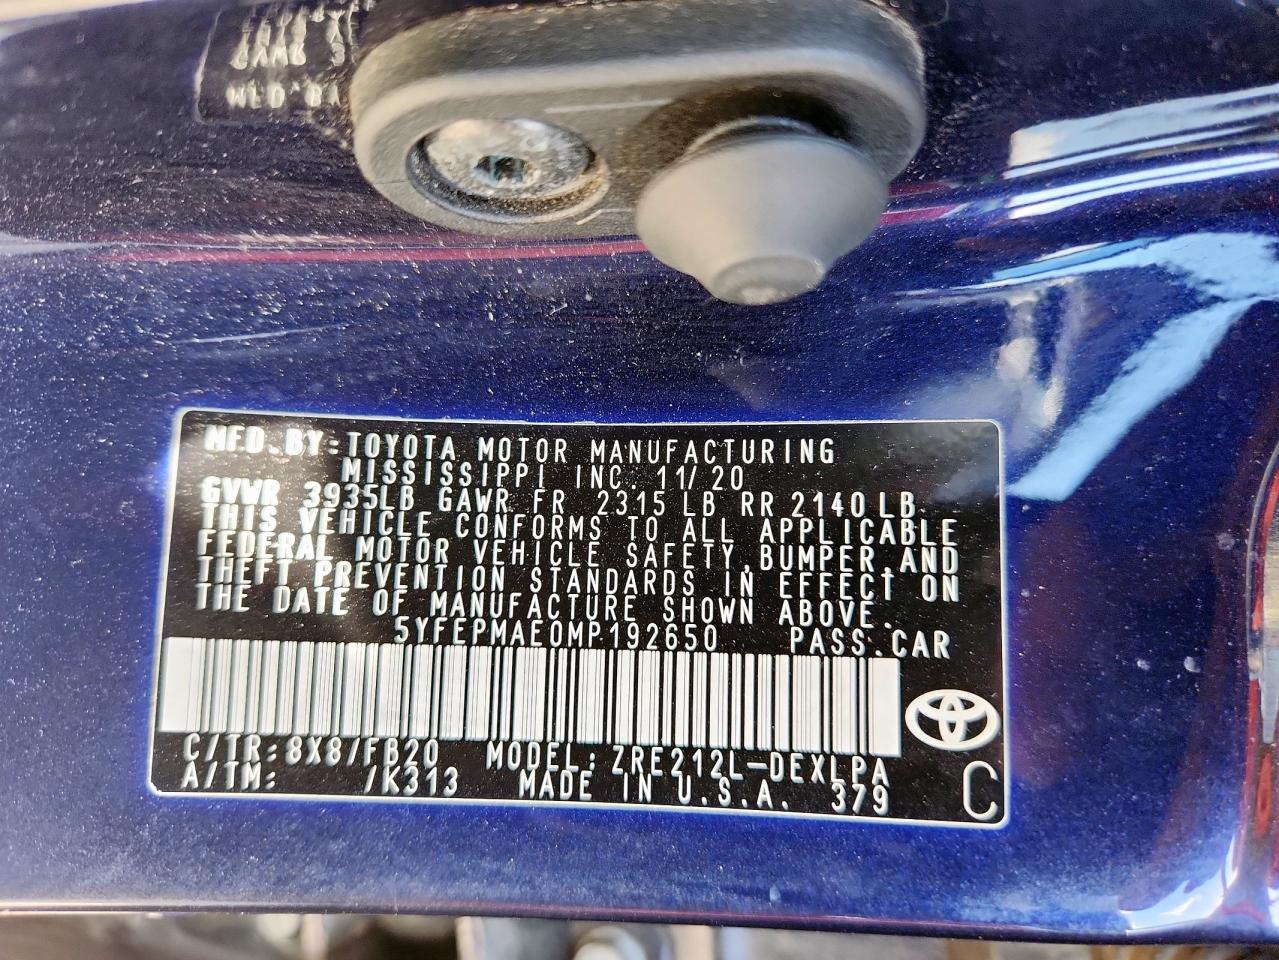 MFD.BY:TOYOTA MOTOR MANUFACTURING
MISSISSIPPI INC. 11/20
GVWR 3935LB GAWR FR 2315 LB RR 2140 LB
THIS VEHICLE CONFORMS TO ALL APPLICABLE
FEDERAL MOTOR VEHICLE SAFETY,BUMPER,AND
THEFT PREVENTION STANDARDS IN EFFECT ON
THE DATE OF MANUFACTURE SHOWN ABOVE.
5YFEPMAE0MP192650 PASS.CAR
C/TR:8X8/FB20 MODEL:ZRE212L-DEXLPA
A/TM: /K313 MADE IN U.S.A. 379
C